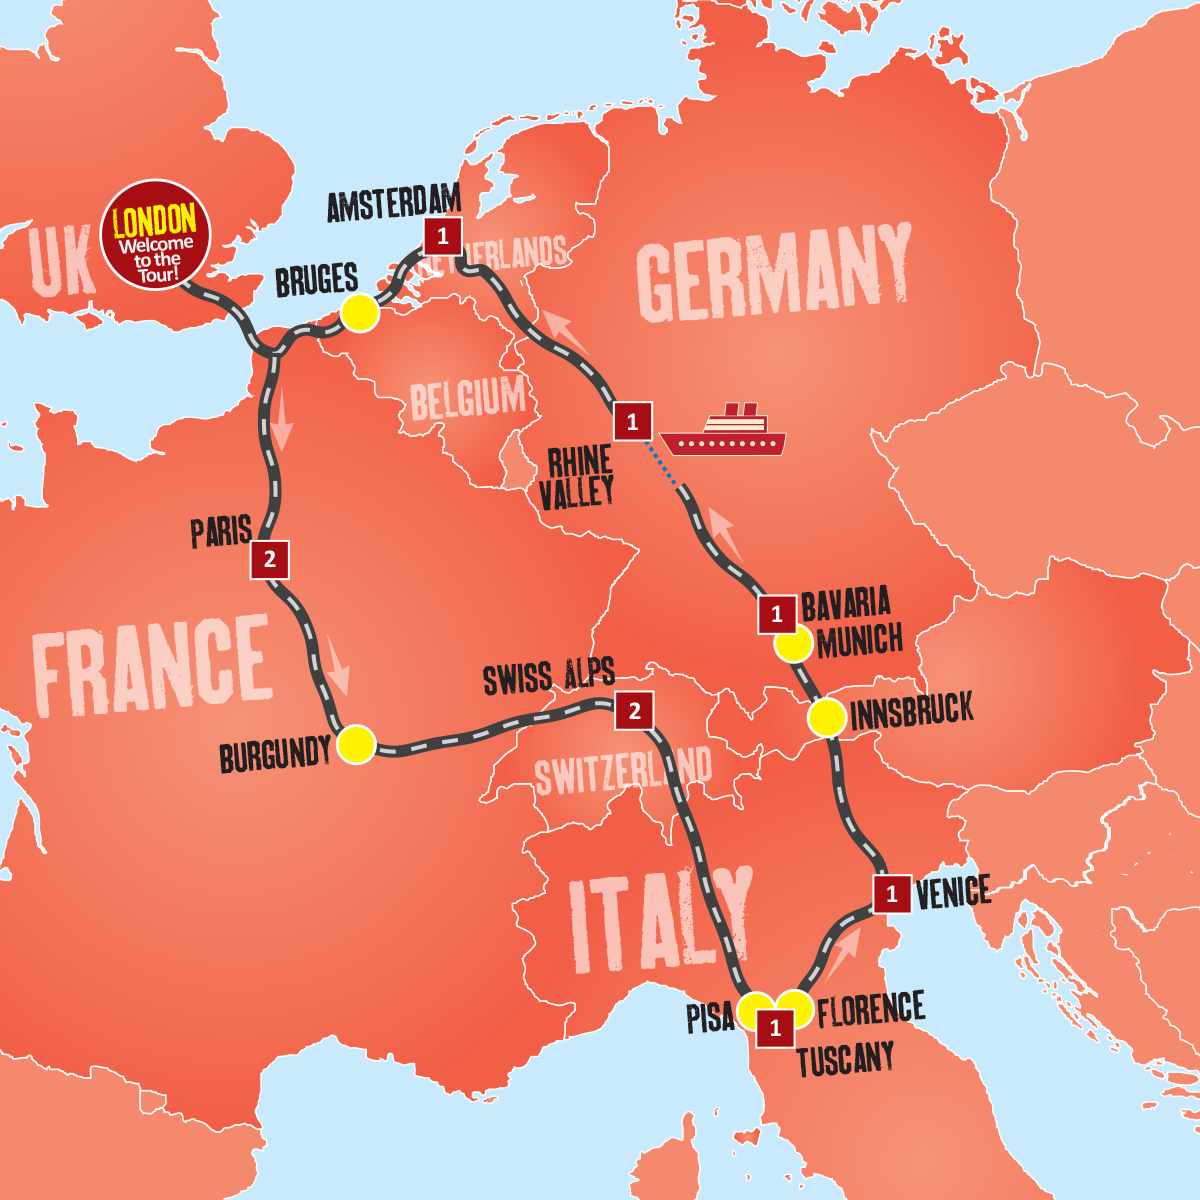 AMSTERDAM
1
LONDON
Welcome
to the
Tour!
UK
NETHERLANDS
BRUGES
GERMANY
BELGIUM
1
RHINE
VALLEY
PARIS
2
1
BAVARIA
MUNICH
FRANCE
SWISS ALPS
2
INNSBRUCK
BURGUNDY
SWITZERLAND
ITALY
1
VENICE
PISA
FLORENCE
1
TUSCANY